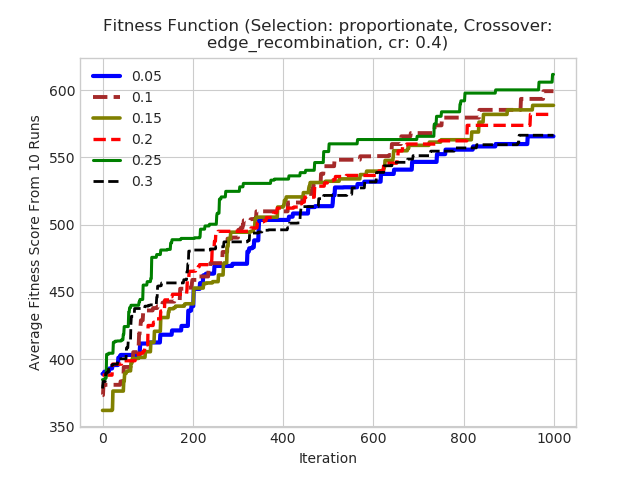 Fitness Function (Selection: proportionate, Crossover:
edge_recombination, cr: 0.4)
Average Fitness Score From 10 Runs
600
550
500
450
400
350
0.05
0.1
0.15
0.2
0.25
0.3
0 200 400 600 800 1000
Iteration